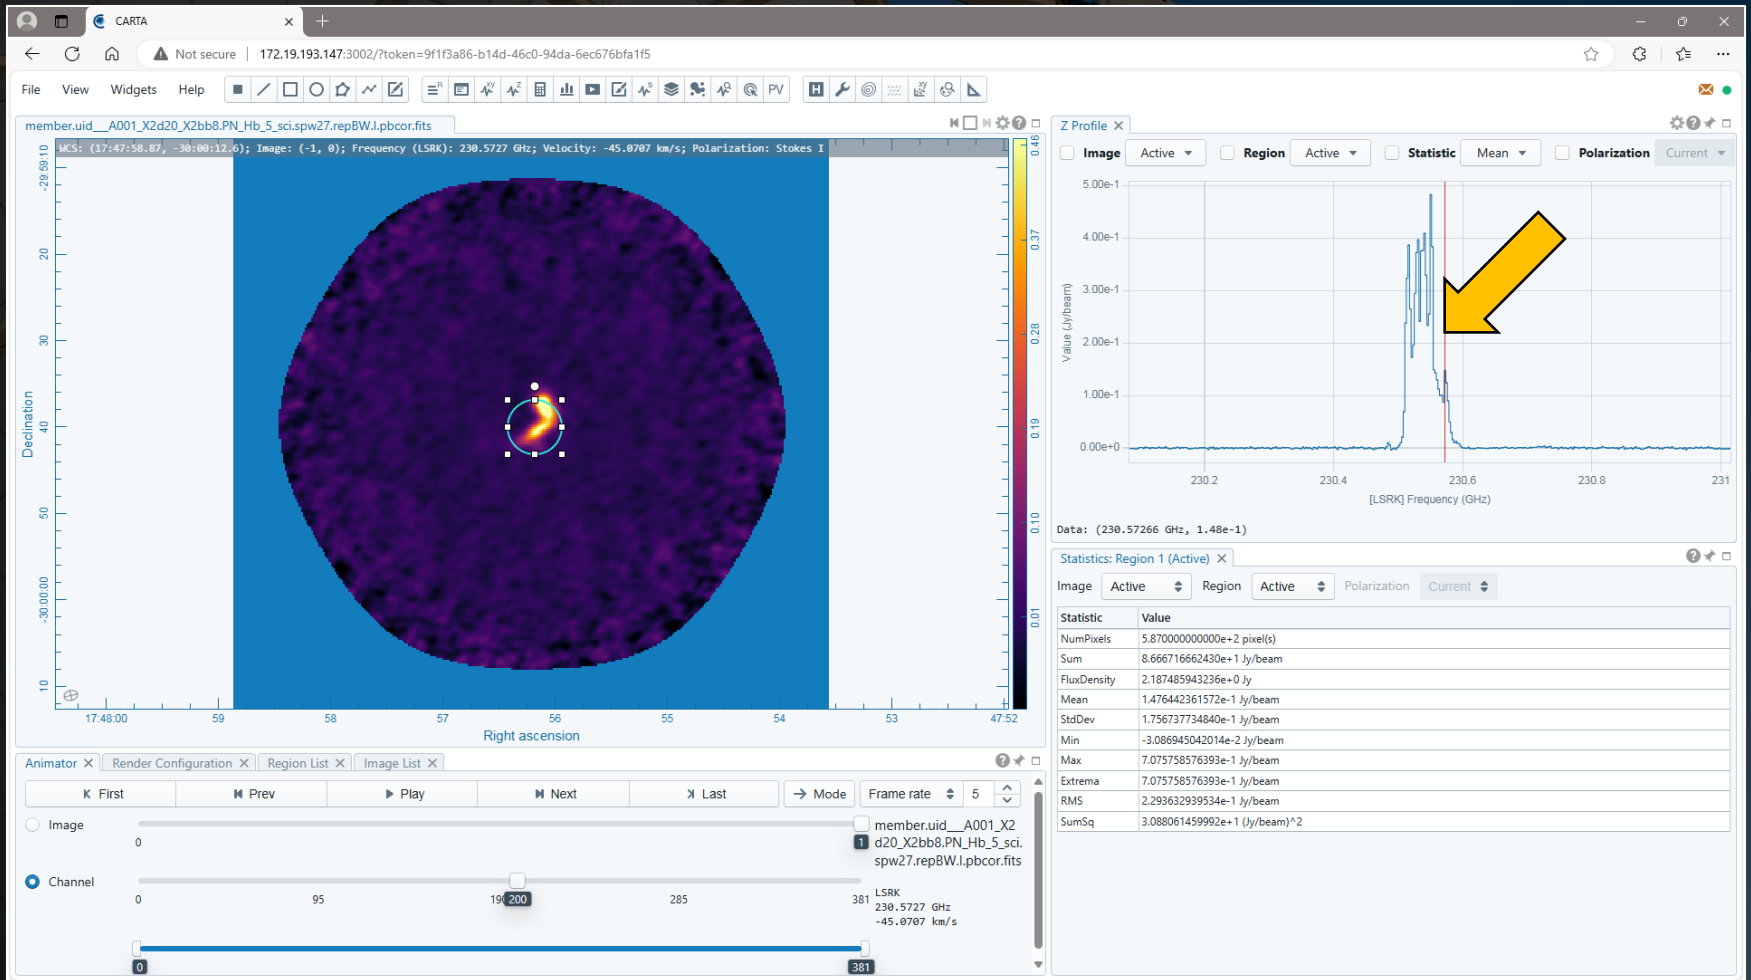 CARTA
Not secure
172.19.193.147:3002/?token=9f1f3a86-b14d-46c0-94da-6ec676bfa1f5
File View Widgets Help
PV
member.uid___A001_X2d20_X2bb8.PN_Hb_5_sci.spw27.repBW.I.pbcor.fits
WCS: (17:47:58.87, -30:00:12.6); Image: (-1, 0); Frequency (LSRK): 230.5727 GHz; Velocity: -45.0707 km/s; Polarization: Stokes I
-29:59:10
20
30
40
50
-30:00:00
10
Declination
17:48:00 59 58 57 56 55 54 53 47:52
Right ascension
0.46
0.37
0.28
0.19
0.10
0.01
Z Profile
Image Active Region Active Statistic Mean Polarization Current
5.00e-1
4.00e-1
3.00e-1
2.00e-1
1.00e-1
0.00e+0
Value (Jy/beam)
230.2 230.4 230.6 230.8 231
[LSRK] Frequency (GHz)
Data: (230.57266 GHz, 1.48e-1)
Statistics: Region 1 (Active)
Image Active Region Active Polarization Current
Statistic Value
NumPixels 5.870000000000e+2 pixel(s)
Sum 8.666716662430e+1 Jy/beam
FluxDensity 2.187485943236e+0 Jy
Mean 1.476442361572e-1 Jy/beam
StdDev 1.756737734840e-1 Jy/beam
Min -3.086945042014e-2 Jy/beam
Max 7.075758576393e-1 Jy/beam
Extrema 7.075758576393e-1 Jy/beam
RMS 2.293632939534e-1 Jy/beam
SumSq 3.088061459992e+1 (Jy/beam)^2
Animator Render Configuration Region List Image List
First Prev Play Next Last Mode Frame rate 5
Image
0
1
member.uid___A001_X2
d20_X2bb8.PN_Hb_5_sci.
spw27.repBW.I.pbcor.fits
Channel
0 95 190 200 285 381
LSRK
230.5727 GHz
-45.0707 km/s
0 381